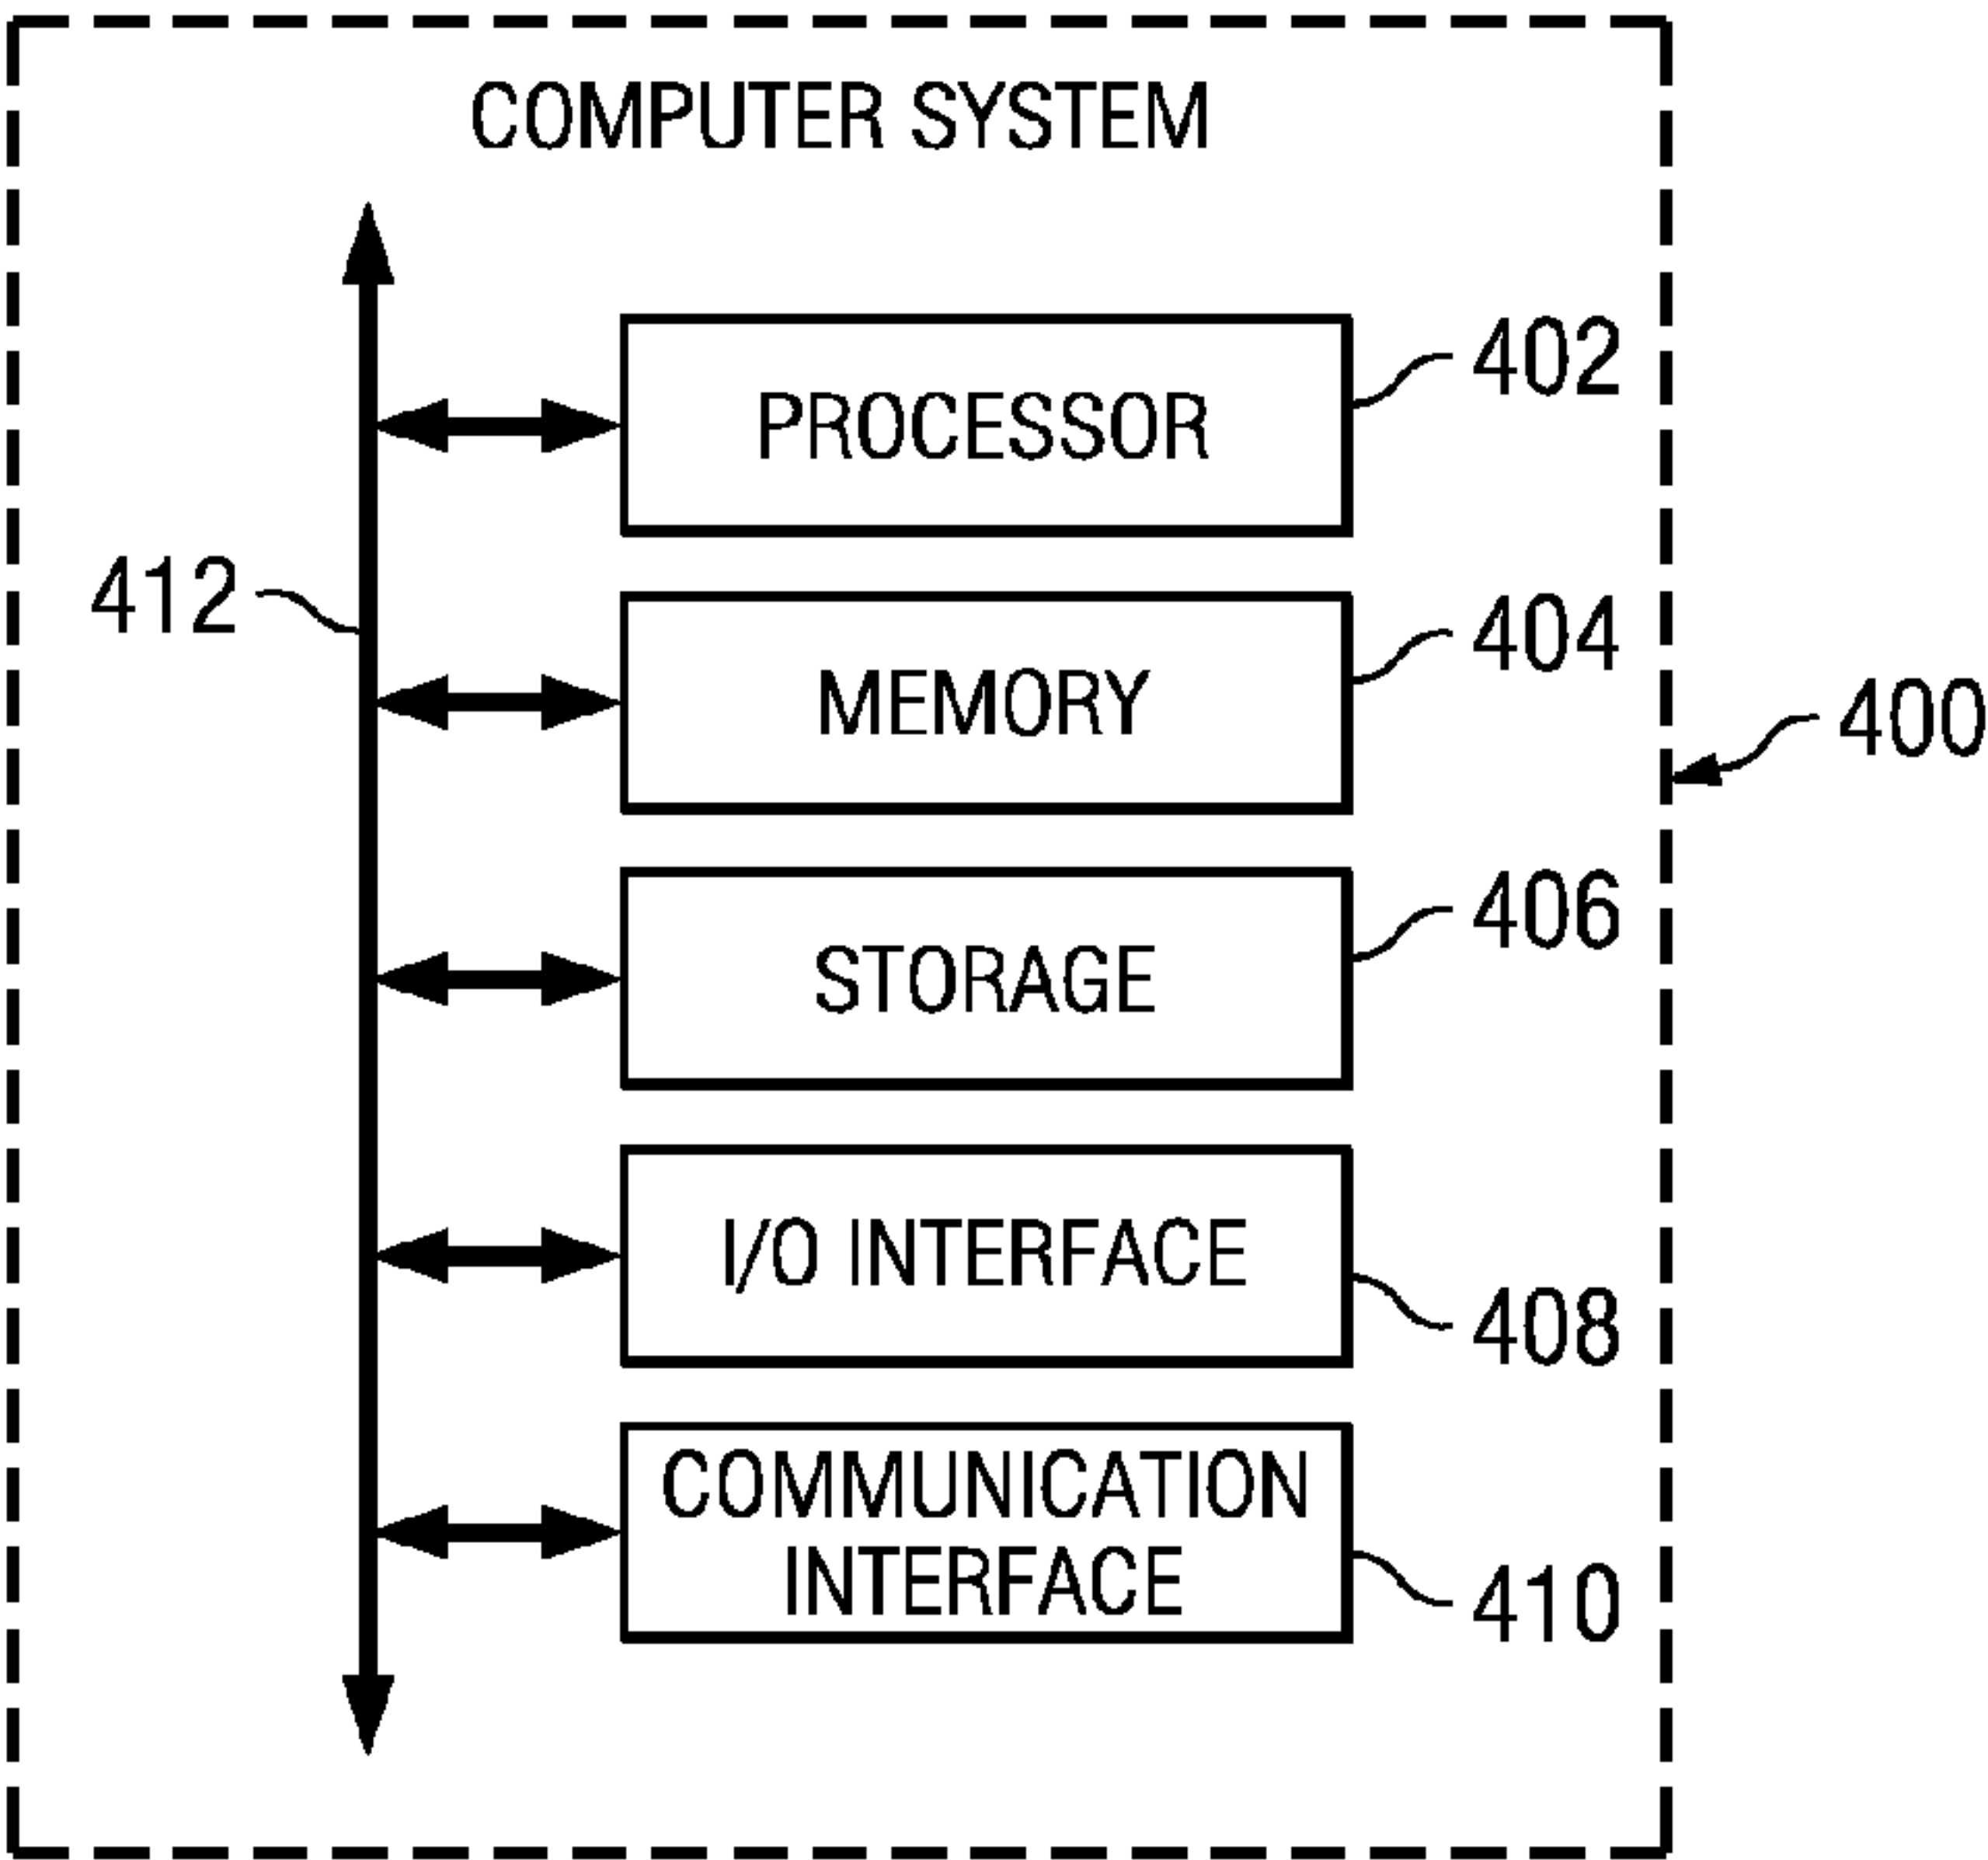 COMPUTER SYSTEM
PROCESSOR
402
412
MEMORY
404
400
STORAGE
406
I/O INTERFACE
408
COMMUNICATION
INTERFACE
410